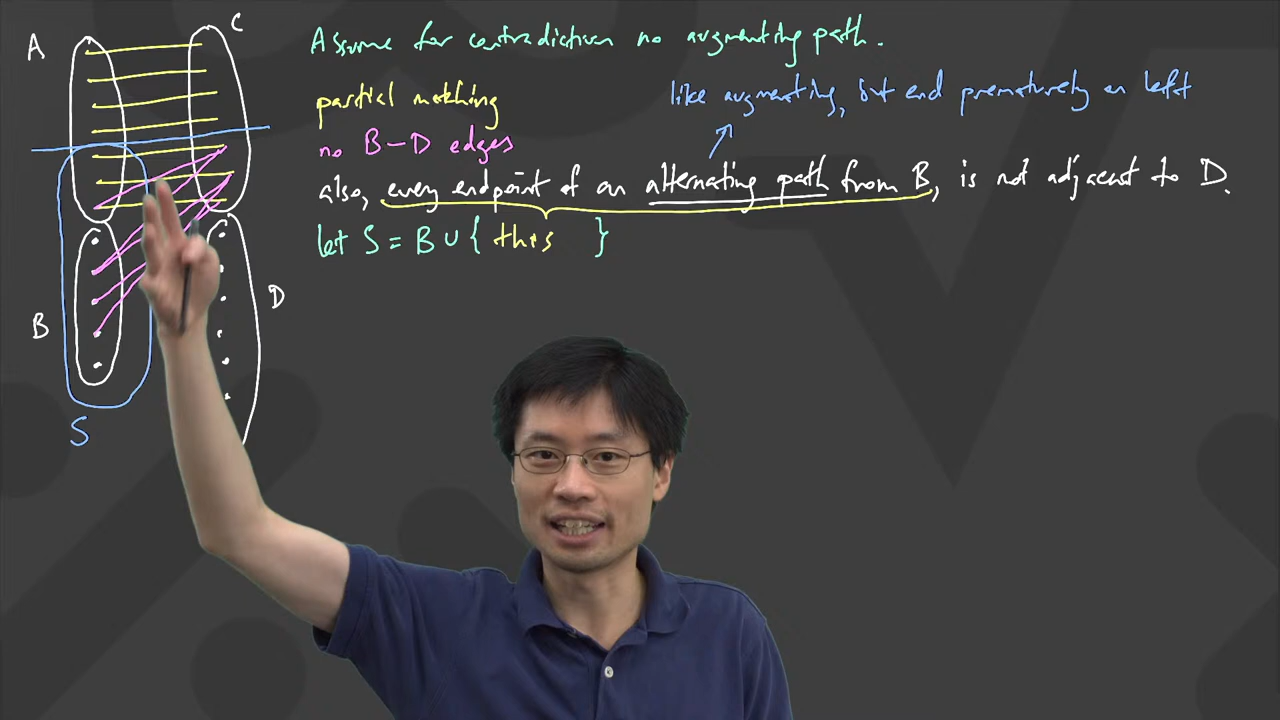 A
C
Assume for contradiction no augmenting path.
partial matching
like augmenting, but end prematurely on left
no B-D edges
also, every endpoint of an alternating path from B, is not adjacent to D.
let S = B ∪ { this }
B
D
S